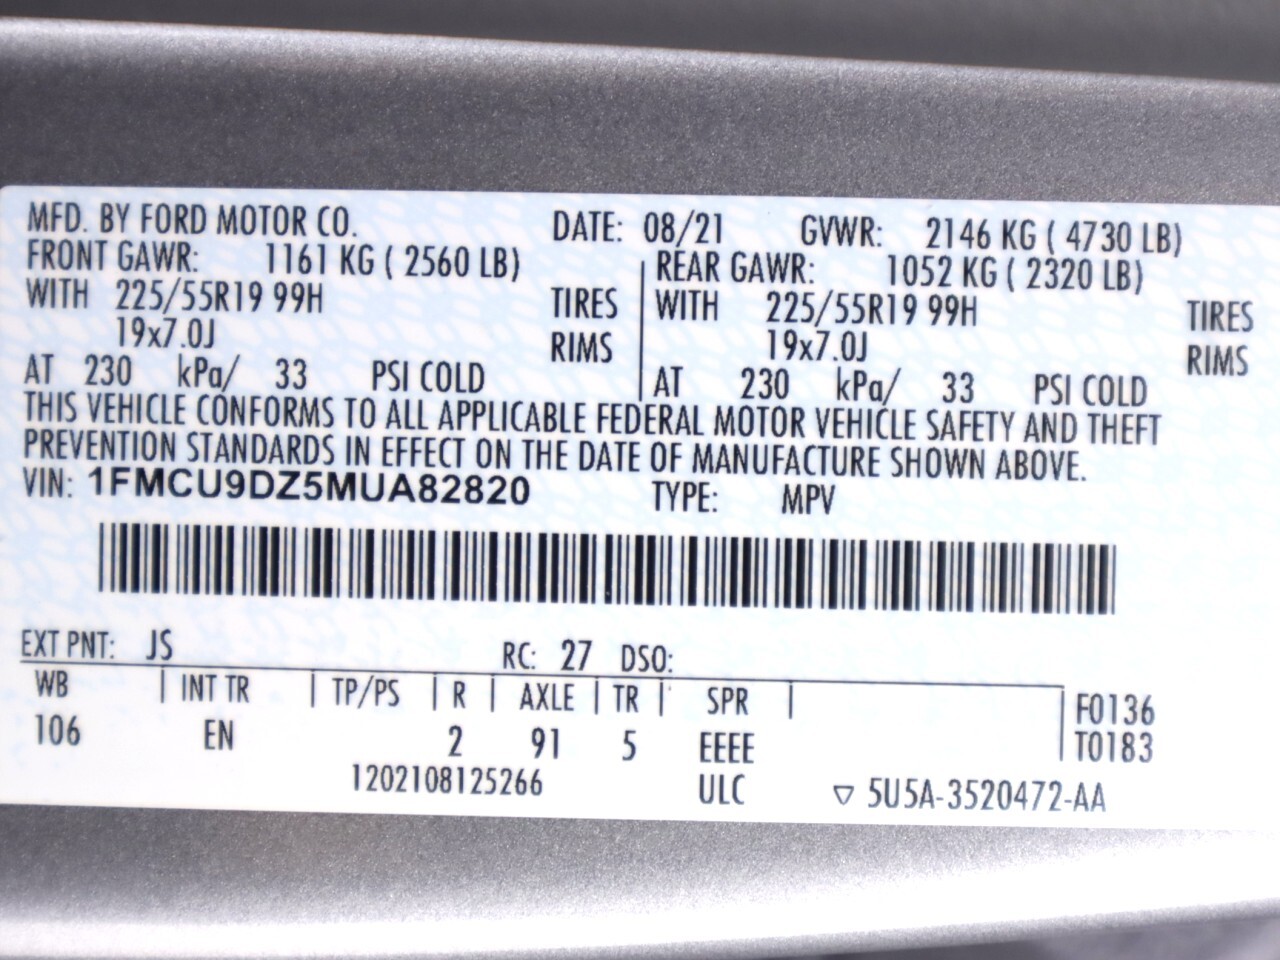 MFD. BY FORD MOTOR CO. DATE: 08/21 GVWR: 2146 KG ( 4730 LB)
FRONT GAWR: 1161 KG ( 2560 LB) REAR GAWR: 1052 KG ( 2320 LB)
WITH 225/55R19 99H TIRES WITH 225/55R19 99H TIRES
19x7.0J RIMS 19x7.0J RIMS
AT 230 kPa/ 33 PSI COLD AT 230 kPa/ 33 PSI COLD
THIS VEHICLE CONFORMS TO ALL APPLICABLE FEDERAL MOTOR VEHICLE SAFETY AND THEFT
PREVENTION STANDARDS IN EFFECT ON THE DATE OF MANUFACTURE SHOWN ABOVE.
VIN: 1FMCU9DZ5MUA82820 TYPE: MPV
EXT PNT: JS RC: 27 DSO:
WB INT TR TP/PS R AXLE TR SPR F0136
106 EN 2 91 5 EEEE T0183
1202108125266 ULC ▽ 5U5A-3520472-AA